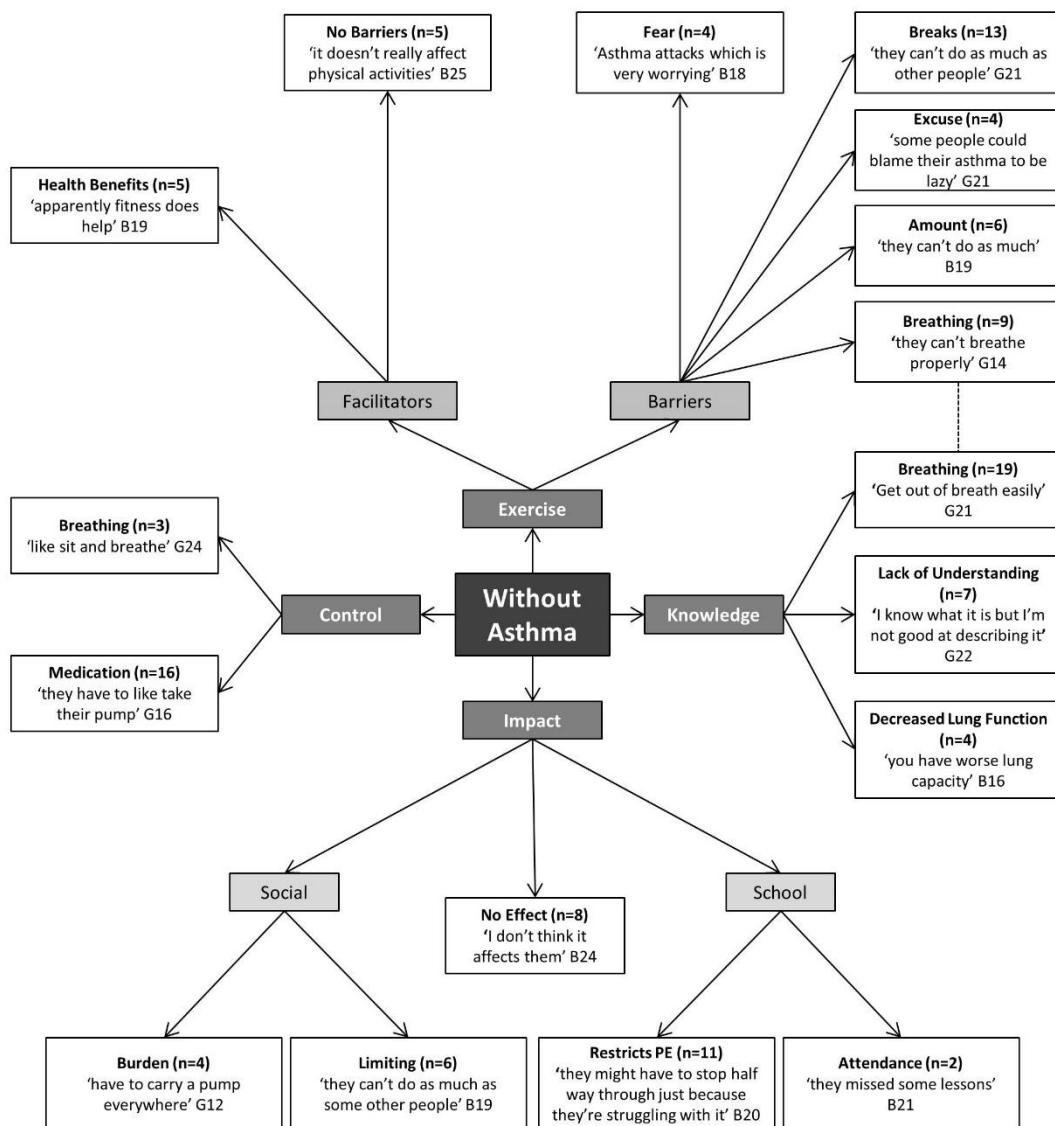 No Barriers (n=5)
‘it doesn’t really affect
physical activities’ B25
Fear (n=4)
‘Asthma attacks which is
very worrying’ B18
Breaks (n=13)
‘they can’t do as much as
other people’ G21
Excuse (n=4)
‘some people could
blame their asthma to be
lazy’ G21
Health Benefits (n=5)
‘apparently fitness does
help’ B19
Amount (n=6)
‘they can’t do as much’
B19
Breathing (n=9)
‘they can’t breathe
properly’ G14
Facilitators
Barriers
Breathing (n=19)
‘Get out of breath easily’
G21
Exercise
Breathing (n=3)
‘like sit and breathe’ G24
Lack of Understanding
(n=7)
‘I know what it is but I’m
not good at describing it’
G22
Control
Without
Asthma
Knowledge
Medication (n=16)
‘they have to like take
their pump’ G16
Impact
Decreased Lung Function
(n=4)
‘you have worse lung
capacity’ B16
Social
School
No Effect (n=8)
‘I don’t think it
affects them’ B24
Burden (n=4)
‘have to carry a pump
everywhere’ G12
Limiting (n=6)
‘they can’t do as much as
some other people’ B19
Restricts PE (n=11)
‘they might have to stop half
way through just because
they’re struggling with it’ B20
Attendance (n=2)
‘they missed some lessons’
B21